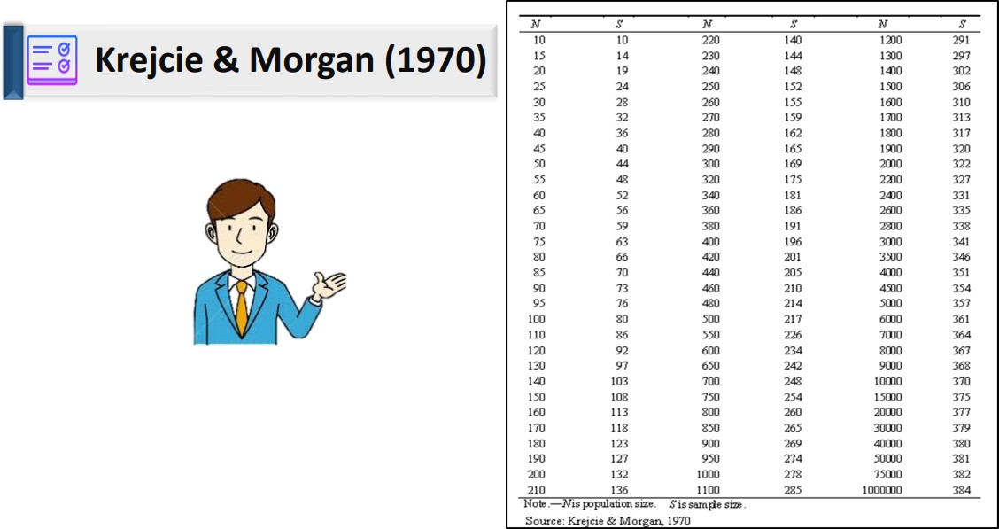 Krejcie & Morgan (1970)
N S N S N S
10 10 220 140 1200 291
15 14 230 144 1300 297
20 19 240 148 1400 302
25 24 250 152 1500 306
30 28 260 155 1600 310
35 32 270 159 1700 313
40 36 280 162 1800 317
45 40 290 165 1900 320
50 44 300 169 2000 322
55 48 320 175 2200 327
60 52 340 181 2400 331
65 56 360 186 2600 335
70 59 380 191 2800 338
75 63 400 196 3000 341
80 66 420 201 3500 346
85 70 440 205 4000 351
90 73 460 210 4500 354
95 76 480 214 5000 357
100 80 500 217 6000 361
110 86 550 226 7000 364
120 92 600 234 8000 367
130 97 650 242 9000 368
140 103 700 248 10000 370
150 108 750 254 15000 375
160 113 800 260 20000 377
170 118 850 265 30000 379
180 123 900 269 40000 380
190 127 950 274 50000 381
200 132 1000 278 75000 382
210 136 1100 285 1000000 384
Note.—N is population size. S is sample size.
Source: Krejcie & Morgan, 1970